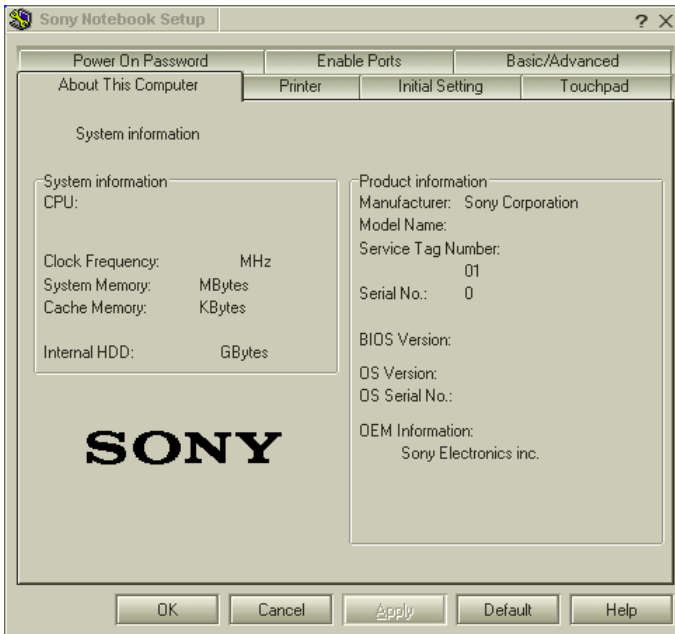 Sony Notebook Setup
Power On Password Enable Ports Basic/Advanced
About This Computer Printer Initial Setting Touchpad
System information
System information
CPU:
Clock Frequency: MHz
System Memory: MBytes
Cache Memory: KBytes
Internal HDD: GBytes
SONY
Product information
Manufacturer: Sony Corporation
Model Name:
Service Tag Number:
01
Serial No.: 0
BIOS Version:
OS Version:
OS Serial No.:
OEM Information:
Sony Electronics inc.
OK Cancel Apply Default Help